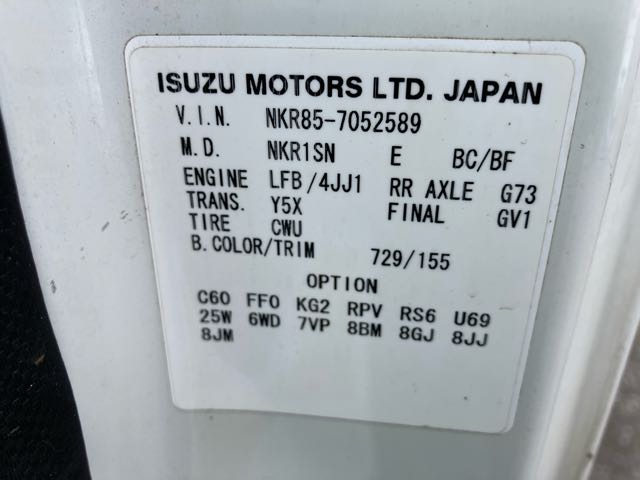 ISUZU MOTORS LTD. JAPAN
V.I.N. NKR85-7052589
M.D. NKR1SN E BC/BF
ENGINE LFB/4JJ1 RR AXLE G73
TRANS. Y5X FINAL GV1
TIRE CWU
B.COLOR/TRIM 729/155
OPTION
C60 FF0 KG2 RPV RS6 U69
25W 6WD 7VP 8BM 8GJ 8JJ
8JM